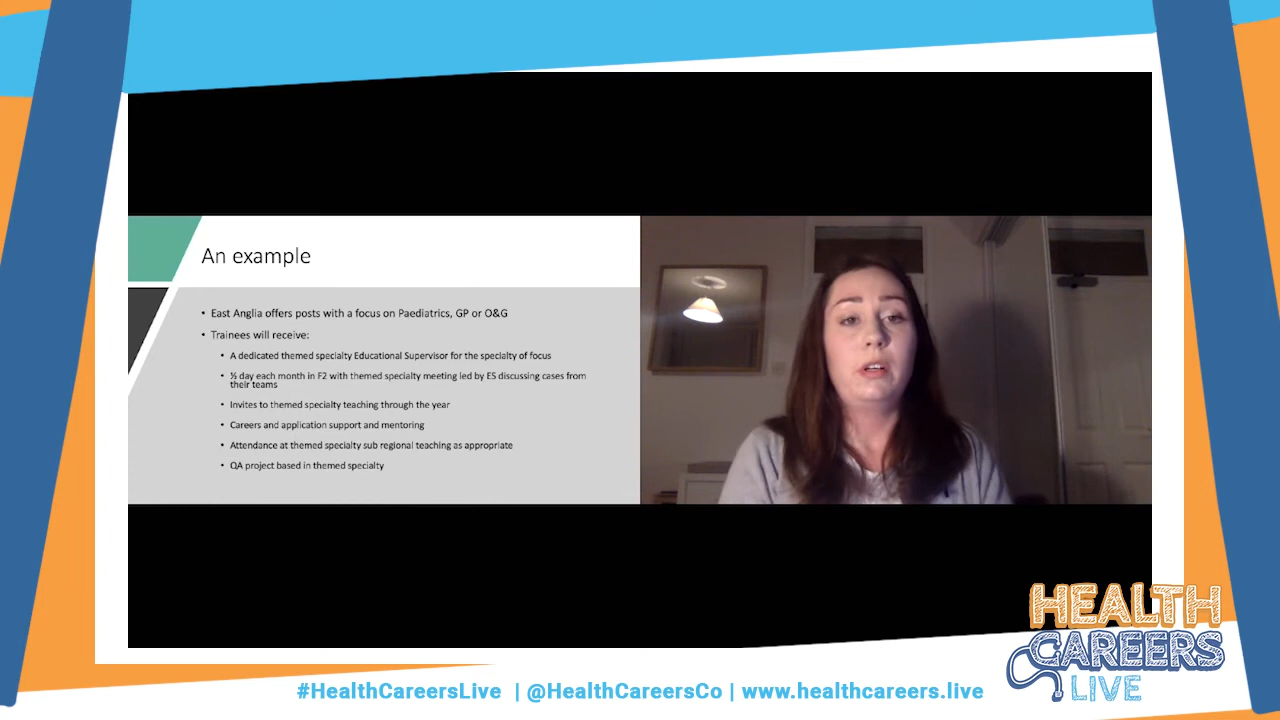 An example
• East Anglia offers posts with a focus on Paediatrics, GP or O&G
• Trainees will receive:
• A dedicated themed specialty Educational Supervisor for the specialty of focus
• ½ day each month in F2 with themed specialty meeting led by ES discussing cases from
their teams
• Invites to themed specialty teaching through the year
• Careers and application support and mentoring
• Attendance at themed specialty sub regional teaching as appropriate
• QA project based in themed specialty
HEALTH
CAREERS
LIVE
#HealthCareersLive | @HealthCareersCo | www.healthcareers.live